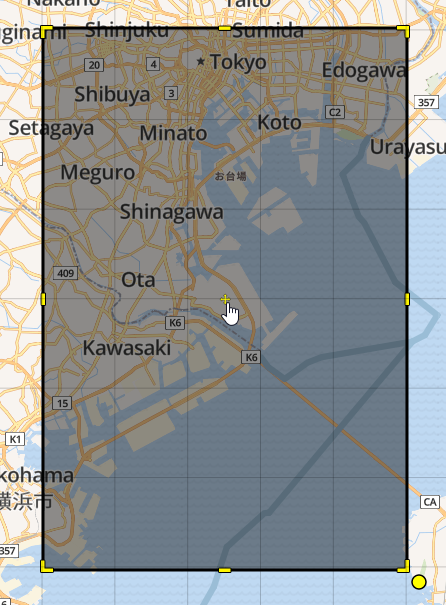 Nakano
Taito
Shinjuku
Sumida
20
4
Tokyo
Edogawa
Shibuya
3
C2
357
Setagaya
Minato
Koto
Meguro
お台場
Shinagawa
409
Ota
K6
Kawasaki
K6
15
K1
kohama
横浜市
CA
357